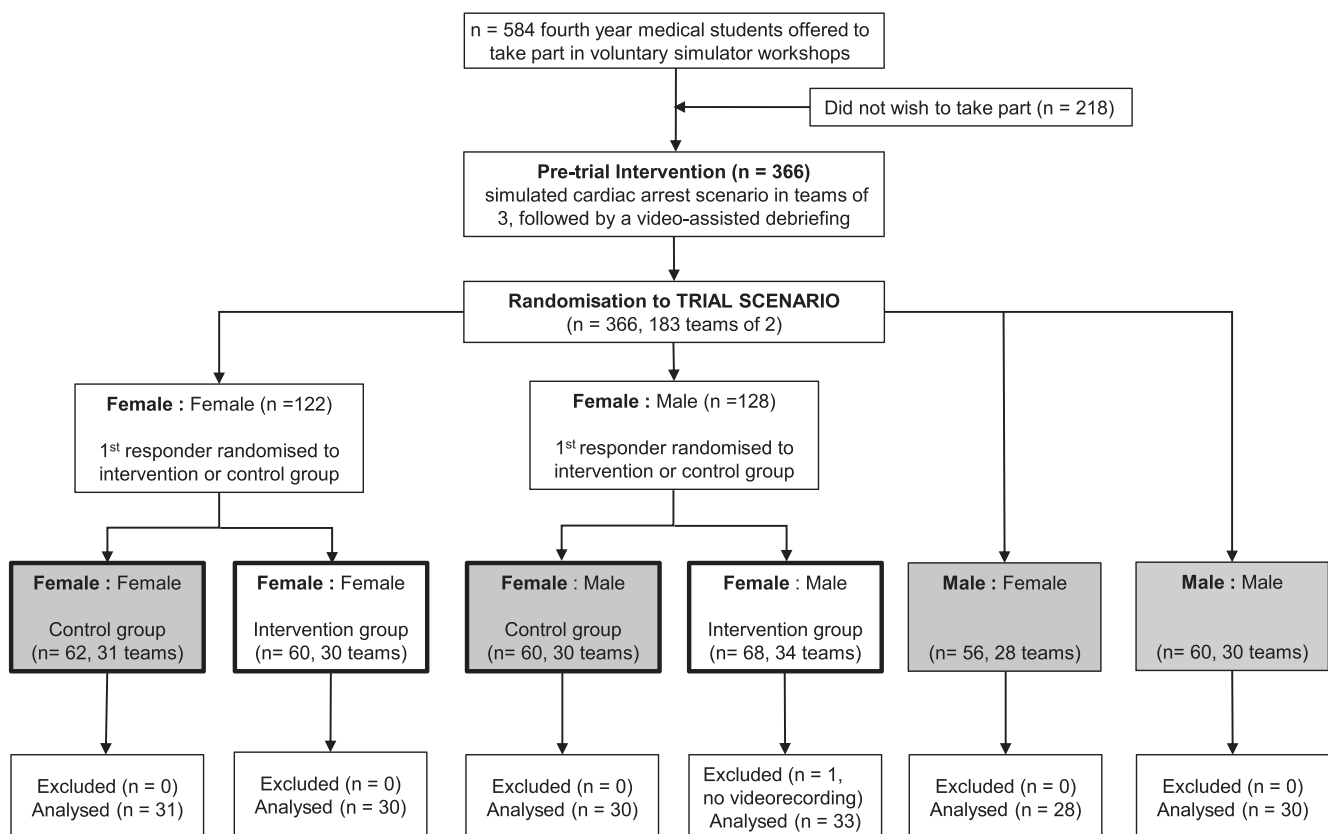 n = 584 fourth year medical students offered to
take part in voluntary simulator workshops
Did not wish to take part (n = 218)
Pre-trial Intervention (n = 366)
simulated cardiac arrest scenario in teams of
3, followed by a video-assisted debriefing
Randomisation to TRIAL SCENARIO
(n = 366, 183 teams of 2)
Female : Female (n =122)
1st responder randomised to
intervention or control group
Female : Male (n =128)
1st responder randomised to
intervention or control group
Female : Female
Control group
(n= 62, 31 teams)
Female : Female
Intervention group
(n= 60, 30 teams)
Female : Male
Control group
(n= 60, 30 teams)
Female : Male
Intervention group
(n= 68, 34 teams)
Male : Female
(n= 56, 28 teams)
Male : Male
(n= 60, 30 teams)
Excluded (n = 0)
Analysed (n = 31)
Excluded (n = 0)
Analysed (n = 30)
Excluded (n = 0)
Analysed (n = 30)
Excluded (n = 1,
no videorecording)
Analysed (n = 33)
Excluded (n = 0)
Analysed (n = 28)
Excluded (n = 0)
Analysed (n = 30)